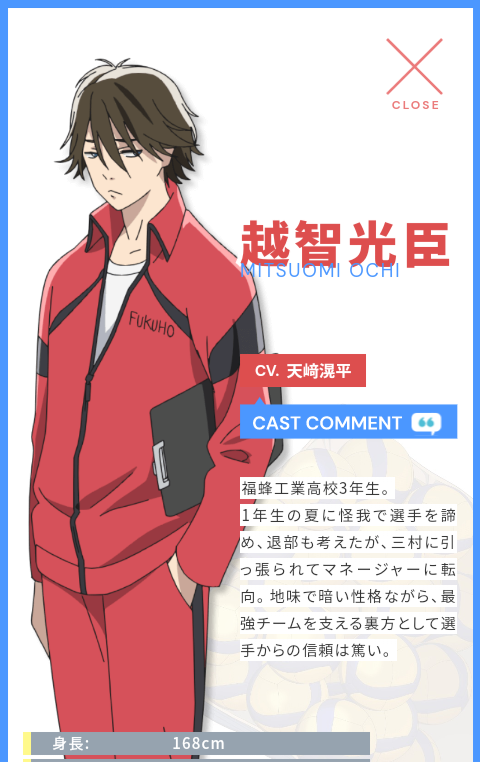 CLOSE
越智光臣
MITSUOMI OCHI
FUKUHO
CV. 天﨑滉平
CAST COMMENT
福蜂工業高校3年生。
1年生の夏に怪我で選手を諦
め、退部も考えたが、三村に引
っ張られてマネージャーに転
向。地味で暗い性格ながら、最
強チームを支える裏方として選
手からの信頼は篤い。
身長: 168cm